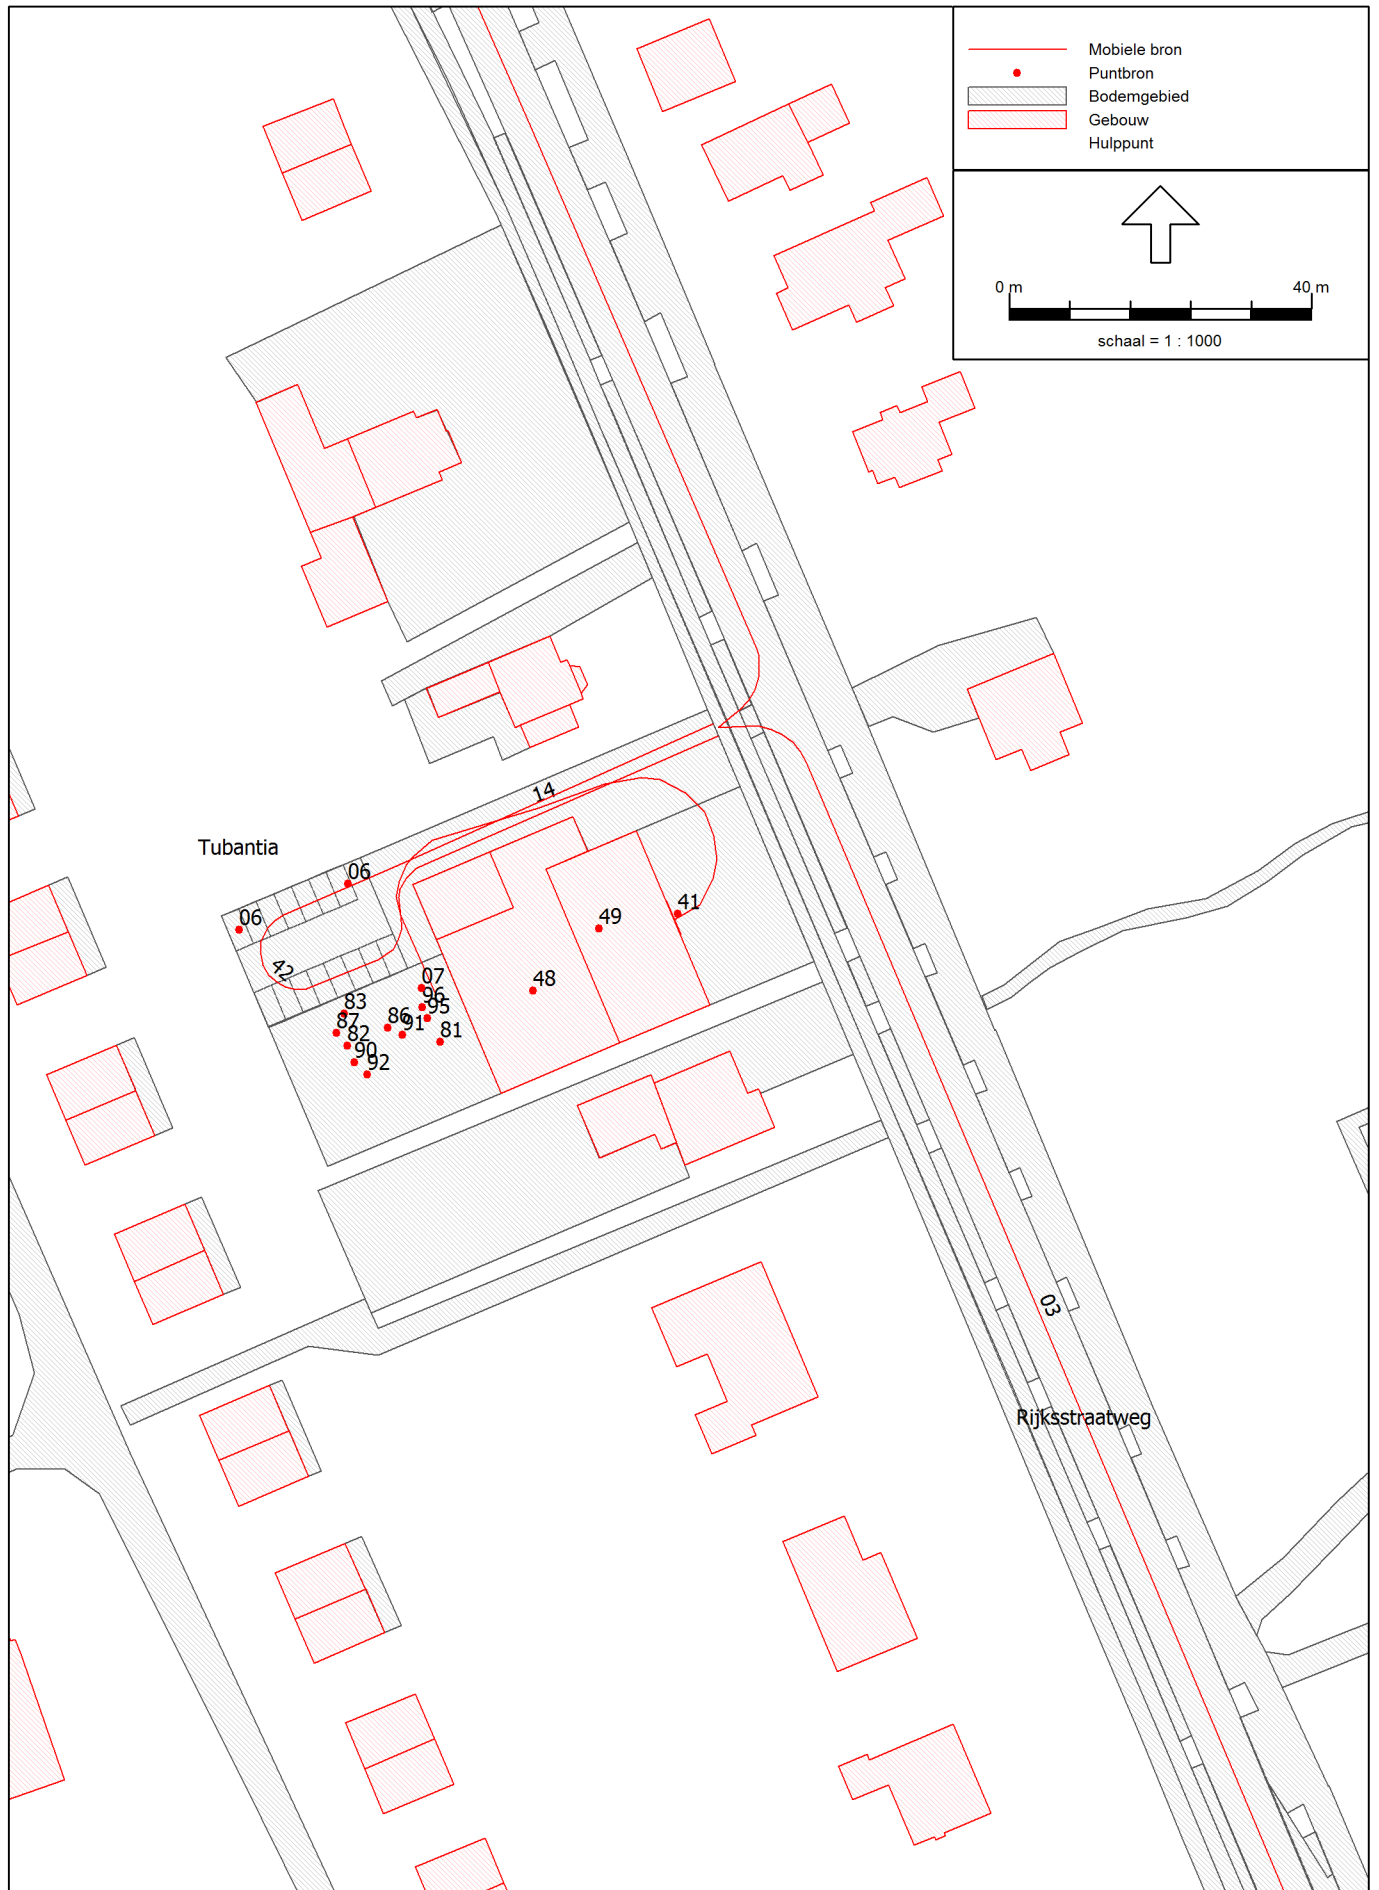 Mobiele bron
Puntbron
Bodemgebied
Gebouw
Hulppunt
0 m 40 m
schaal = 1 : 1000
14
Tubantia
06
06
41
49
42
48
07
96
83
95
86
87
91
82
81
90
92
03
Rijksstraatweg